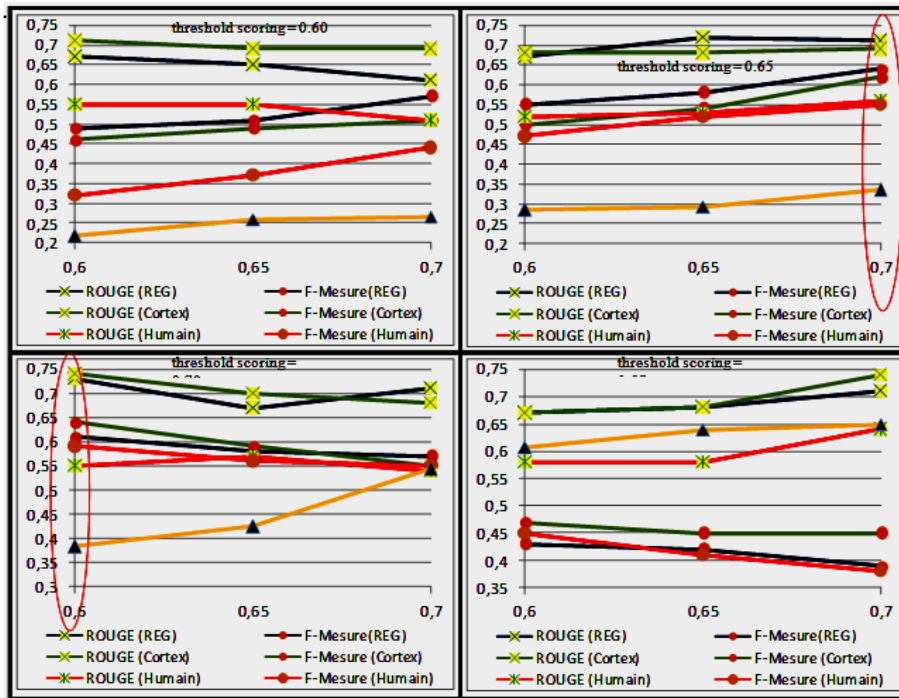 threshold scoring=0.60
0,75
0,7
0,65
0,6
0,55
0,5
0,45
0,4
0,35
0,3
0,25
0,2
0,6 0,65 0,7
ROUGE (REG) F-Mesure(REG)
ROUGE (Cortex) F-Mesure (Cortex)
ROUGE (Humain) F-Mesure (Humain)
0,75
0,7
0,65
threshold scoring=0.65
0,6
0,55
0,5
0,45
0,4
0,35
0,3
0,25
0,2
0,6 0,65 0,7
ROUGE (REG) F-Mesure(REG)
ROUGE (Cortex) F-Mesure (Cortex)
ROUGE (Humain) F-Mesure (Humain)
threshold scoring=
0,75
0,7
0,65
0,6
0,55
0,5
0,45
0,4
0,35
0,3
0,6 0,65 0,7
ROUGE (REG) F-Mesure(REG)
ROUGE (Cortex) F-Mesure (Cortex)
ROUGE (Humain) F-Mesure (Humain)
threshold scoring=
0,75
0,7
0,65
0,6
0,55
0,5
0,45
0,4
0,35
0,6 0,65 0,7
ROUGE (REG) F-Mesure(REG)
ROUGE (Cortex) F-Mesure (Cortex)
ROUGE (Humain) F-Mesure (Humain)